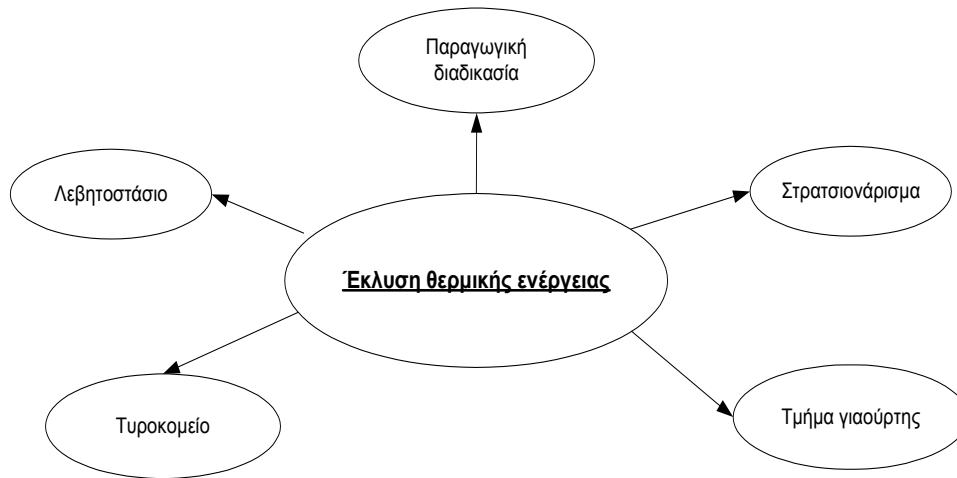 Παραγωγική
διαδικασία
Λεβητοστάσιο
Στρατσιονάρισμα
Έκλυση θερμικής ενέργειας
Τυροκομείο
Τμήμα γιαούρτης